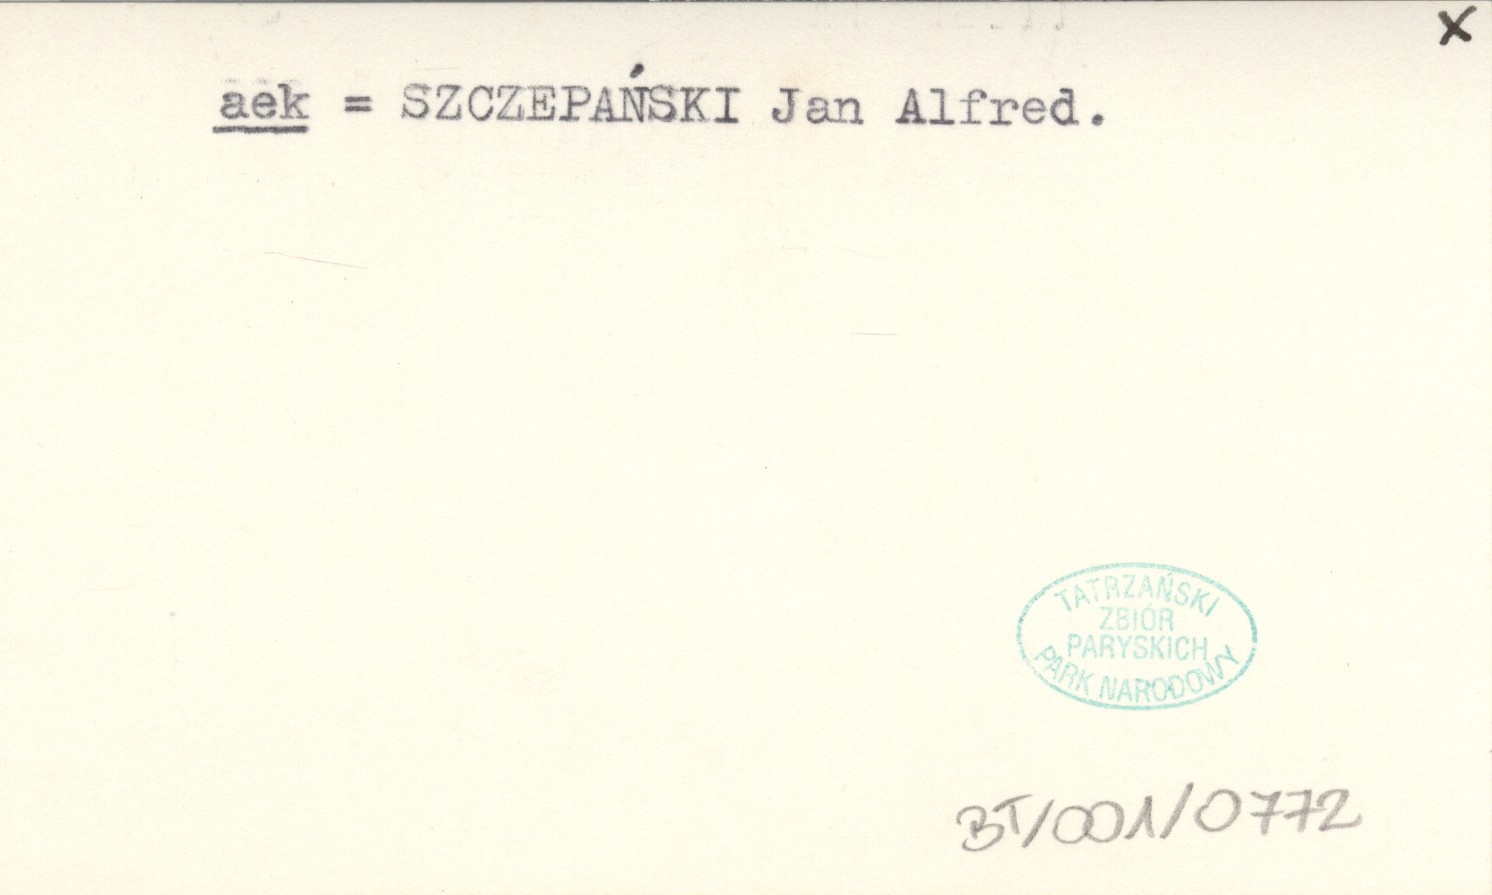 x
aek = SZCZEPAŃSKI Jan Alfred.
TATRZAŃSKI
ZBIÓR
PARYSKICH
PARK NARODOWY
BT/001/0772